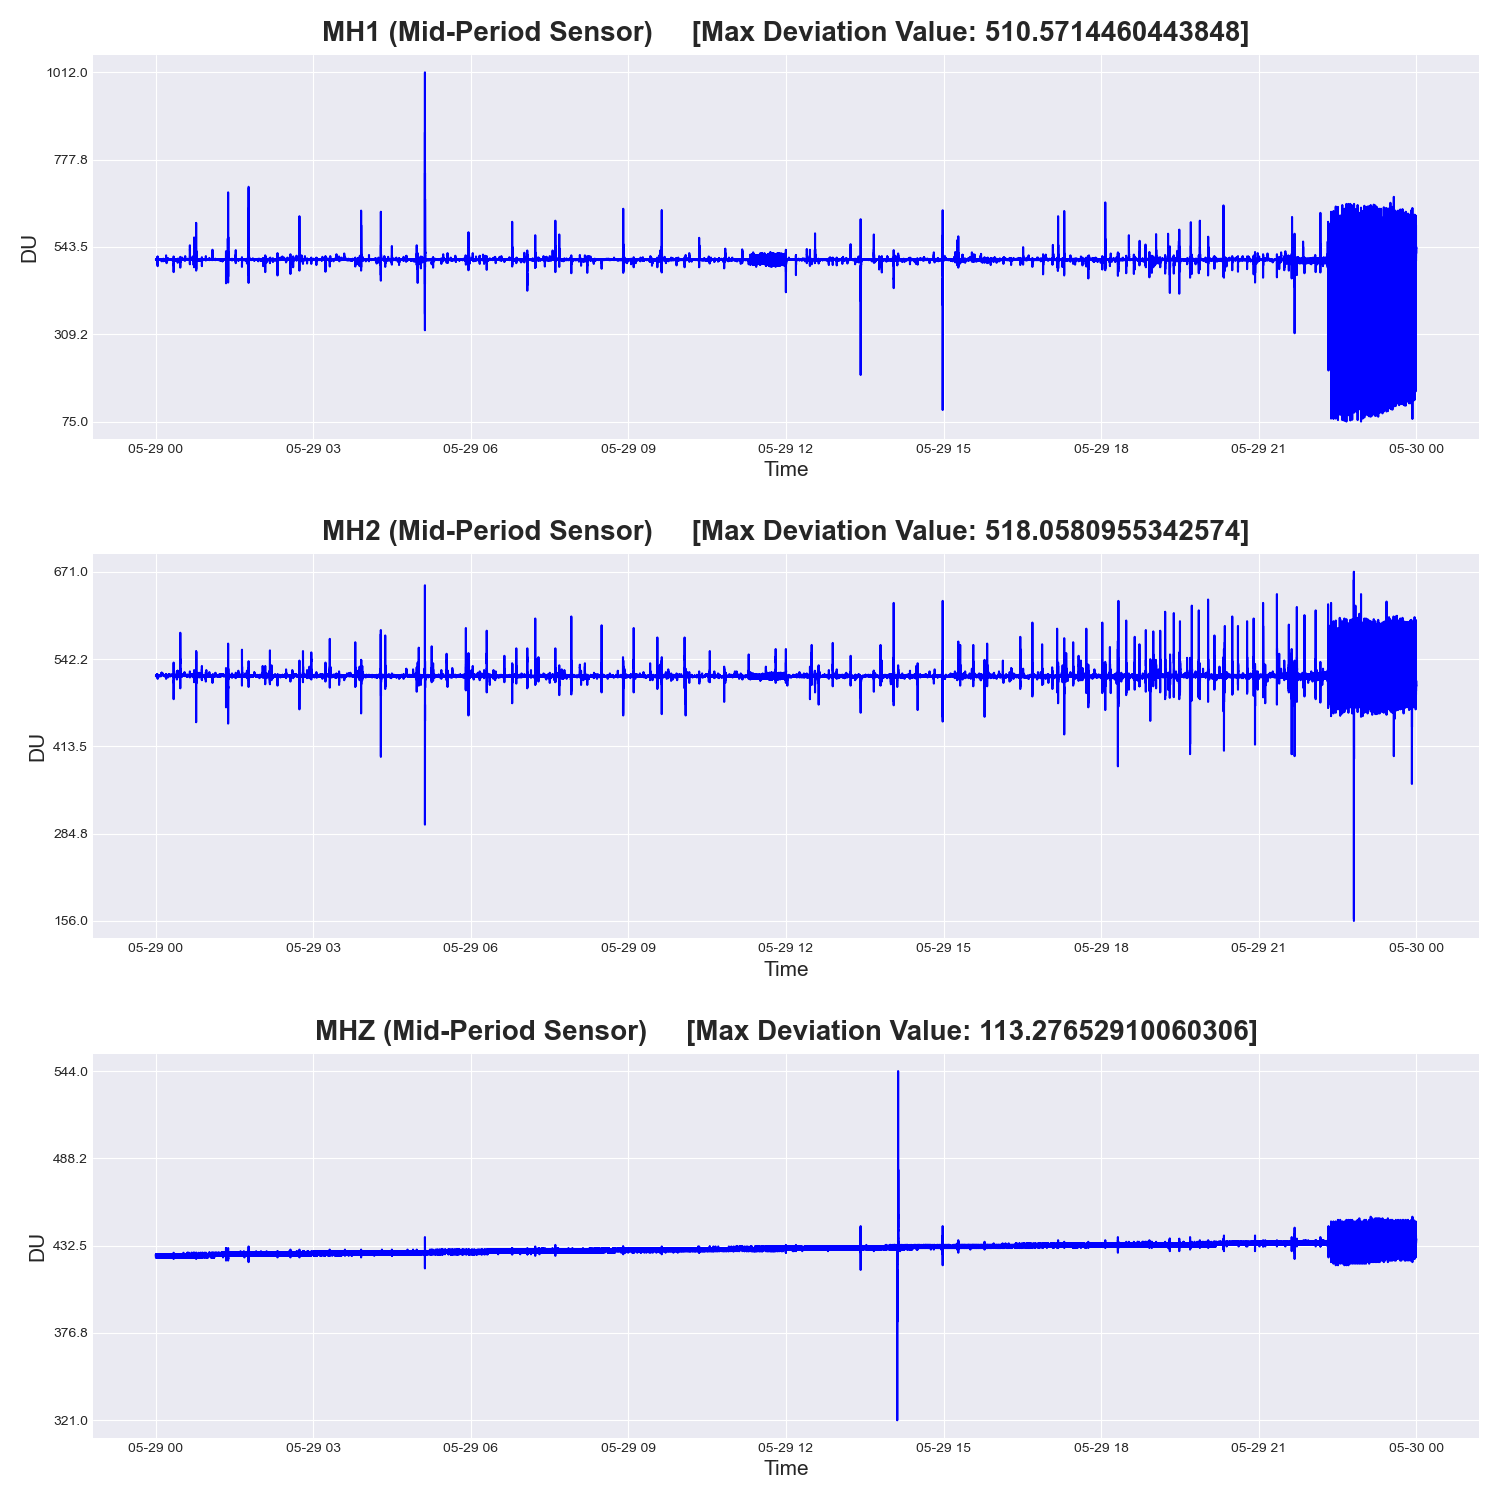 MH1 (Mid-Period Sensor) [Max Deviation Value: 510.5714460443848]
1012.0
777.8
543.5
309.2
75.0
DU
05-29 00 05-29 03 05-29 06 05-29 09 05-29 12 05-29 15 05-29 18 05-29 21 05-30 00
Time
MH2 (Mid-Period Sensor) [Max Deviation Value: 518.0580955342574]
671.0
542.2
413.5
284.8
156.0
DU
05-29 00 05-29 03 05-29 06 05-29 09 05-29 12 05-29 15 05-29 18 05-29 21 05-30 00
Time
MHZ (Mid-Period Sensor) [Max Deviation Value: 113.27652910060306]
544.0
488.2
432.5
376.8
321.0
DU
05-29 00 05-29 03 05-29 06 05-29 09 05-29 12 05-29 15 05-29 18 05-29 21 05-30 00
Time